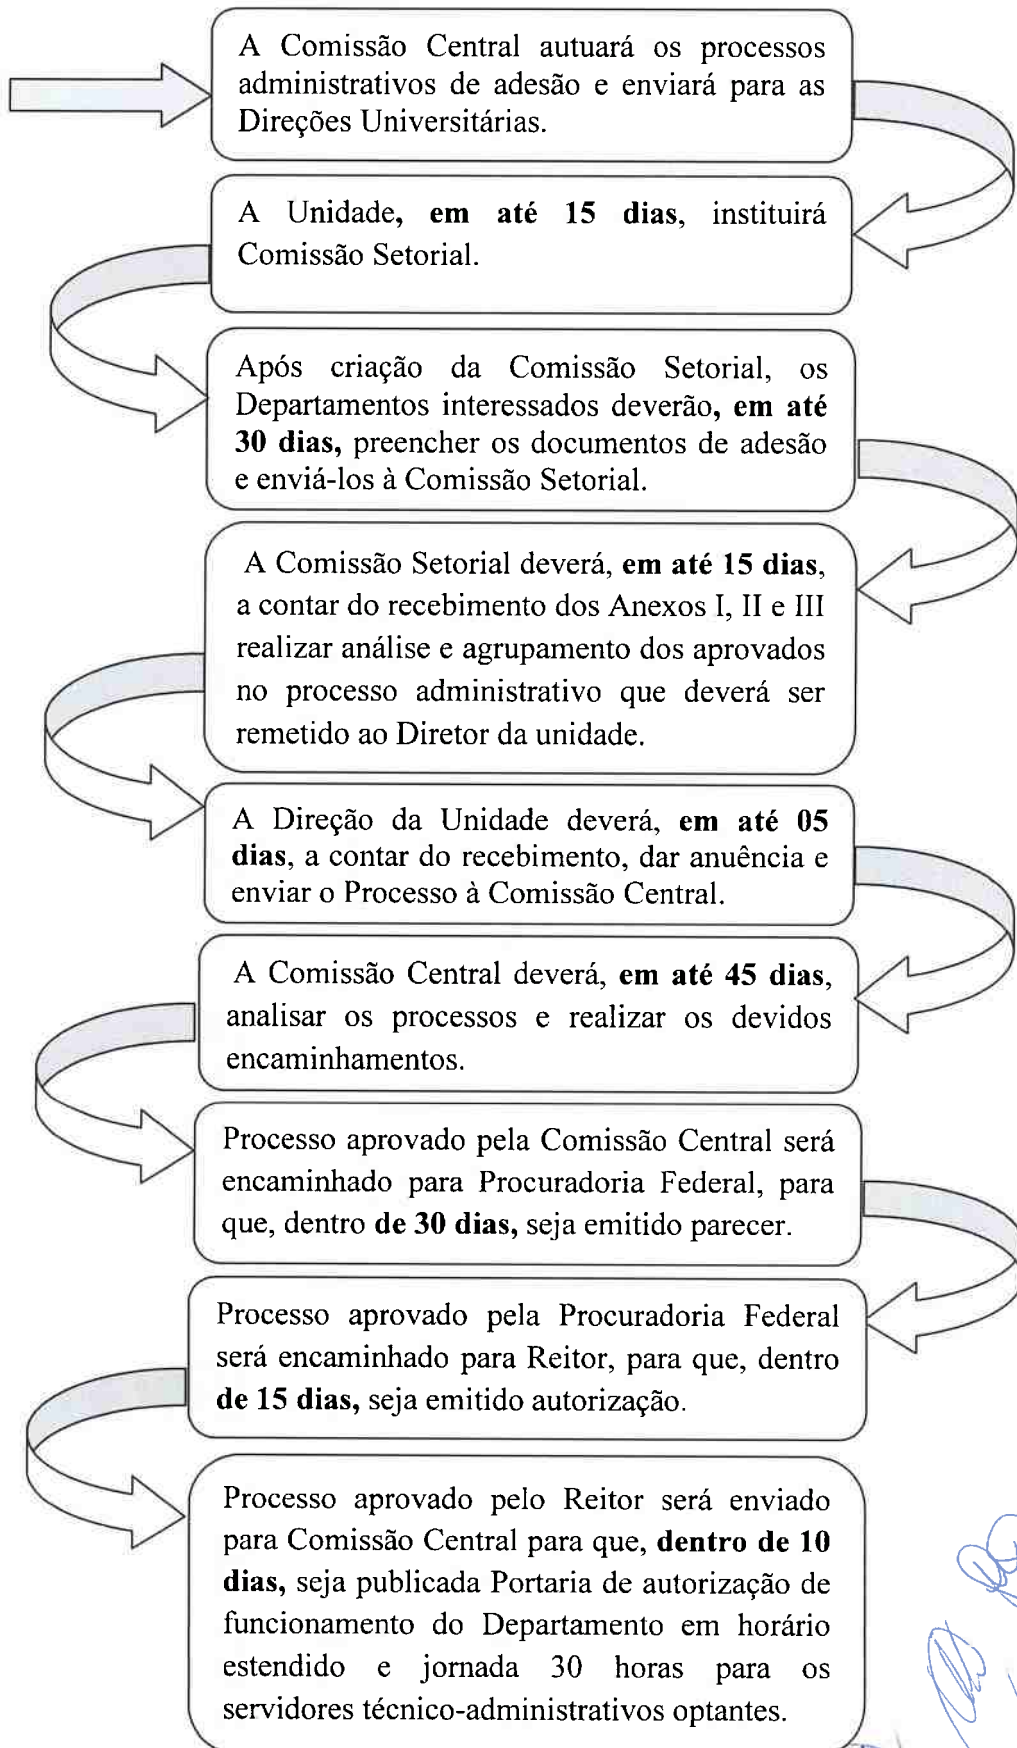 A Comissão Central autuará os processos
administrativos de adesão e enviará para as
Direções Universitárias.
A Unidade, em até 15 dias, instituirá
Comissão Setorial.
Após criação da Comissão Setorial, os
Departamentos interessados deverão, em até
30 dias, preencher os documentos de adesão
e enviá-los à Comissão Setorial.
A Comissão Setorial deverá, em até 15 dias,
a contar do recebimento dos Anexos I, II e III
realizar análise e agrupamento dos aprovados
no processo administrativo que deverá ser
remetido ao Diretor da unidade.
A Direção da Unidade deverá, em até 05
dias, a contar do recebimento, dar anuência e
enviar o Processo à Comissão Central.
A Comissão Central deverá, em até 45 dias,
analisar os processos e realizar os devidos
encaminhamentos.
Processo aprovado pela Comissão Central será
encaminhado para Procuradoria Federal, para
que, dentro de 30 dias, seja emitido parecer.
Processo aprovado pela Procuradoria Federal
será encaminhado para Reitor, para que, dentro
de 15 dias, seja emitido autorização.
Processo aprovado pelo Reitor será enviado
para Comissão Central para que, dentro de 10
dias, seja publicada Portaria de autorização de
funcionamento do Departamento em horário
estendido e jornada 30 horas para os
servidores técnico-administrativos optantes.